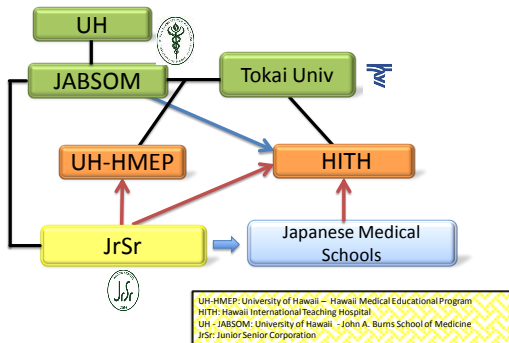 UH
JABSOM
Tokai Univ
UH-HMEP
HITH
JrSr
Japanese Medical
Schools
JrSr
UH-HMEP: University of Hawaii – Hawaii Medical Educational Program
HITH: Hawaii International Teaching Hospital
UH - JABSOM: University of Hawaii - John A. Burns School of Medicine
JrSr: Junior Senior Corporation